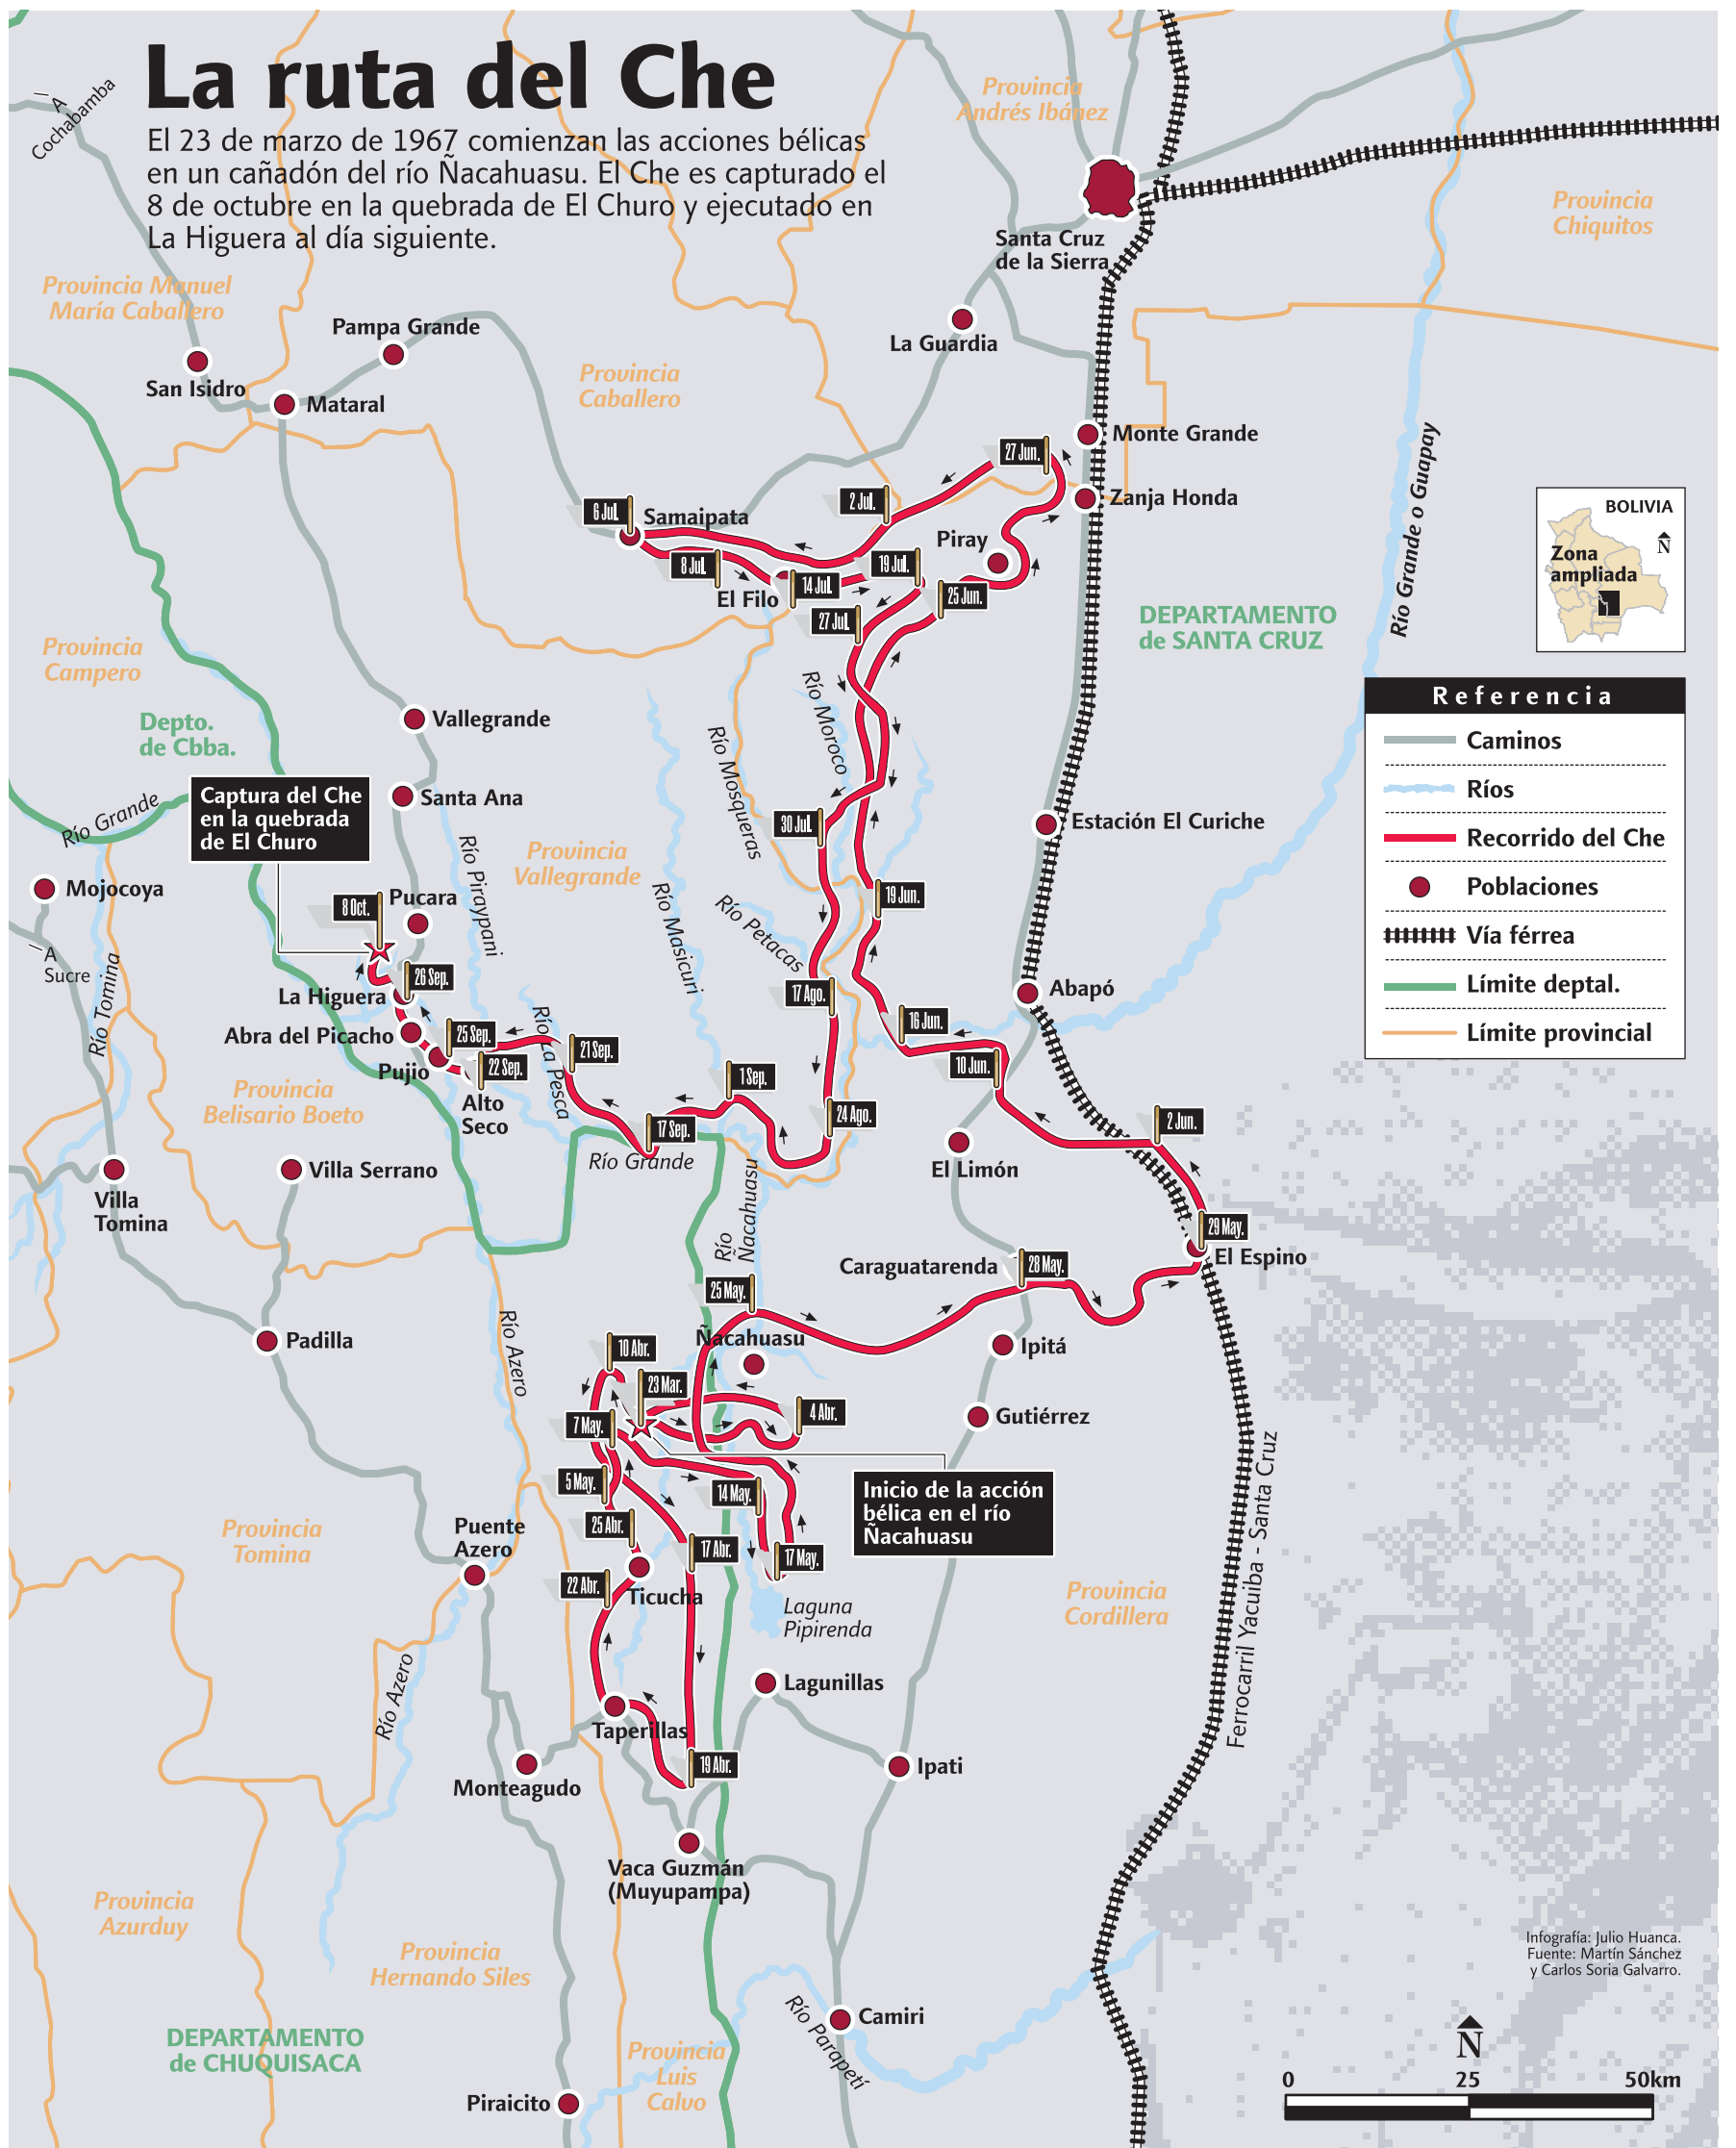 La ruta del Che
El 23 de marzo de 1967 comienzan las acciones bélicas
en un cañadón del río Ñacahuasu. El Che es capturado el
8 de octubre en la quebrada de El Churo y ejecutado en
La Higuera al día siguiente.
A
Cochabamba
Provincia
Andrés Ibánez
Provincia
Chiquitos
Santa Cruz
de la Sierra
Provincia Manuel
María Caballero
Pampa Grande
La Guardia
San Isidro
Mataral
Provincia
Caballero
Monte Grande
27 Jun.
Zanja Honda
2 Jul.
6 Jul.
Samaipata
Piray
8 Jul.
19 Jul.
El Filo
14 Jul.
25 Jun.
27 Jul.
Río Grande o Guapay
BOLIVIA
N
Zona
ampliada
DEPARTAMENTO
de SANTA CRUZ
Provincia
Campero
Depto.
de Cbba.
Vallegrande
Río Moroco
Río Mosqueras
Referencia
Caminos
Ríos
Recorrido del Che
Poblaciones
Vía férrea
Límite deptal.
Límite provincial
Captura del Che
en la quebrada
de El Churo
Santa Ana
Río Grande
30 Jul.
Estación El Curiche
Provincia
Vallegrande
Río Piraypani
Río Masicuri
Río Petacas
Mojocoya
8 Oct.
Pucara
19 Jun.
A
Sucre
Río Tomina
26 Sep.
La Higuera
17 Ago.
Abapó
Abra del Picacho
25 Sep.
Río La Pesca
21 Sep.
16 Jun.
Pujio
22 Sep.
10 Jun.
1 Sep.
Provincia
Belisario Boeto
Alto
Seco
17 Sep.
24 Ago.
2 Jun.
Río Grande
El Limón
Villa Serrano
Villa
Tomina
Río
Ñacahuasu
29 May.
El Espino
Caraguatarenda
28 May.
25 May.
Padilla
Río Azero
Ñacahuasu
Ipitá
10 Abr.
23 Mar.
4 Abr.
7 May.
Gutiérrez
5 May.
14 May.
Inicio de la acción
bélica en el río
Ñacahuasu
25 Abr.
17 Abr.
17 May.
Ferrocarril Yacuiba - Santa Cruz
Provincia
Tomina
Puente
Azero
22 Abr.
Ticucha
Laguna
Pipirenda
Provincia
Cordillera
Río Azero
Lagunillas
Taperillas
19 Abr.
Ipati
Monteagudo
Vaca Guzmán
(Muyupampa)
Provincia
Azurduy
Provincia
Hernando Siles
Infografía: Julio Huanca.
Fuente: Martín Sánchez
y Carlos Soria Galvarro.
DEPARTAMENTO
de CHUQUISACA
Río Parapetí
Camiri
Provincia
Luis
Calvo
Piraicito
N
0 25 50km